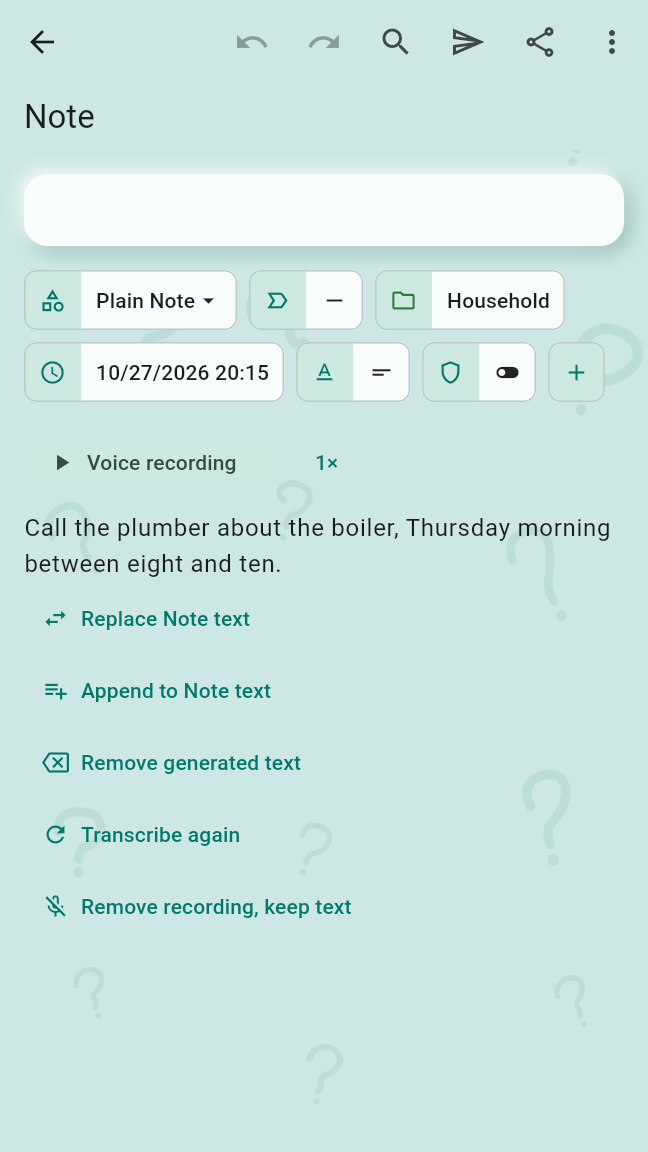 Note
Plain Note
Household
10/27/2026 20:15
Voice recording 1×
Call the plumber about the boiler, Thursday morning
between eight and ten.
Replace Note text
Append to Note text
Remove generated text
Transcribe again
Remove recording, keep text